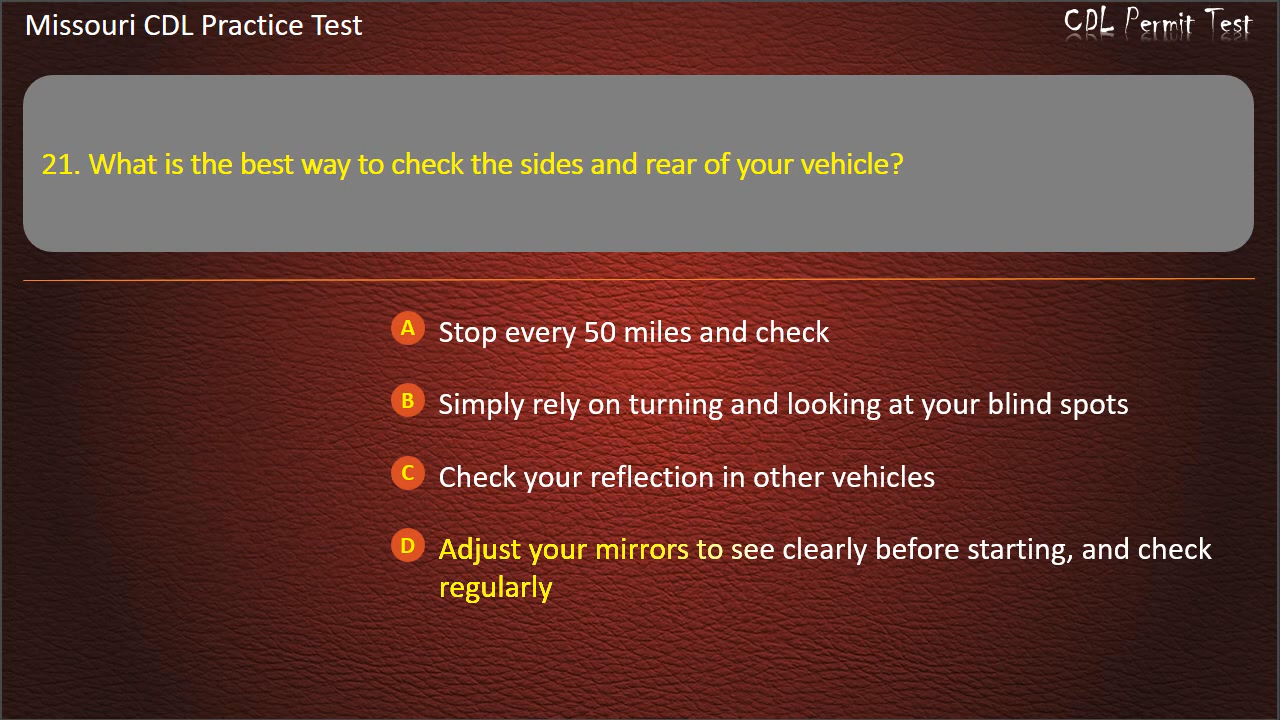 Missouri CDL Practice Test
CDL Permit Test
21. What is the best way to check the sides and rear of your vehicle?
A Stop every 50 miles and check
B Simply rely on turning and looking at your blind spots
C Check your reflection in other vehicles
D Adjust your mirrors to see clearly before starting, and check
regularly